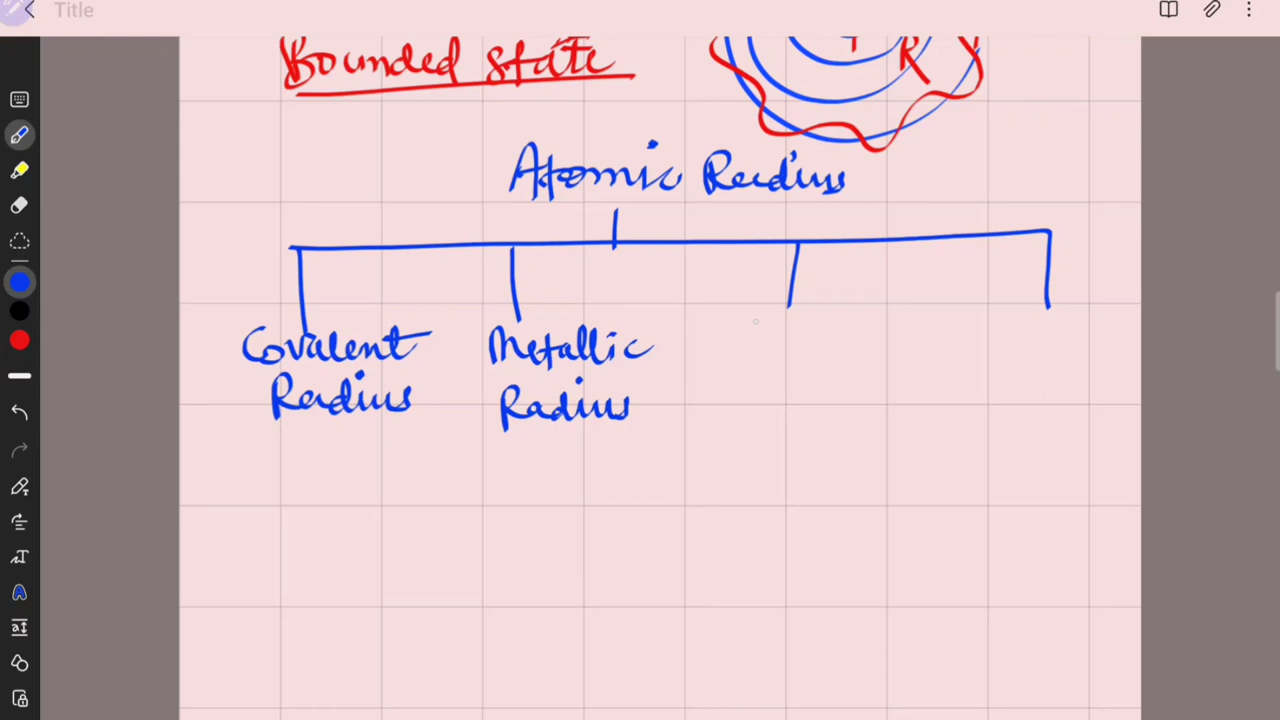 Title
Bounded state
+ R
Atomic Radius
Covalent Metallic
Radius Radius